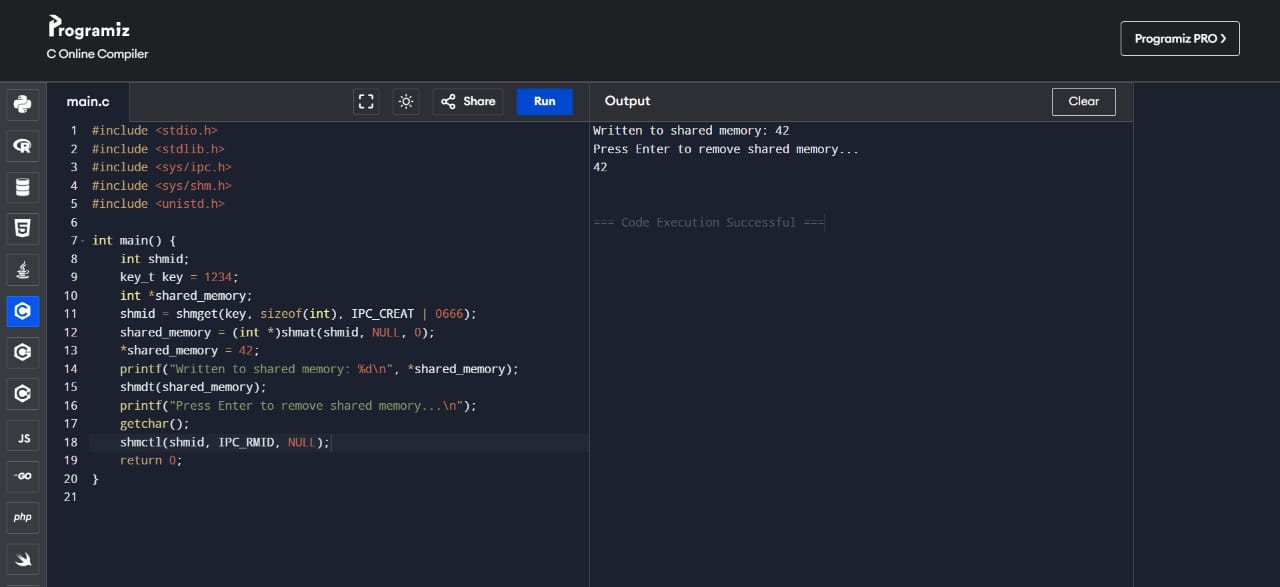 Programiz
C Online Compiler
Programiz PRO ❯
main.c
Share
Run
Output
Clear
1 #include <stdio.h>
2 #include <stdlib.h>
3 #include <sys/ipc.h>
4 #include <sys/shm.h>
5 #include <unistd.h>
6
7 int main() {
8     int shmid;
9     key_t key = 1234;
10     int *shared_memory;
11     shmid = shmget(key, sizeof(int), IPC_CREAT | 0666);
12     shared_memory = (int *)shmat(shmid, NULL, 0);
13     *shared_memory = 42;
14     printf("Written to shared memory: %d\n", *shared_memory);
15     shmdt(shared_memory);
16     printf("Press Enter to remove shared memory...\n");
17     getchar();
18     shmctl(shmid, IPC_RMID, NULL);
19     return 0;
20 }
21
Written to shared memory: 42
Press Enter to remove shared memory...
42
=== Code Execution Successful ===
R
5
C
C
C
JS
GO
php